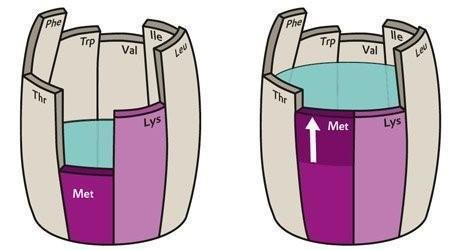 Phe
Trp
Val
Ile
Leu
Thr
Lys
Met
Phe
Trp
Val
Ile
Leu
Thr
Met
Lys